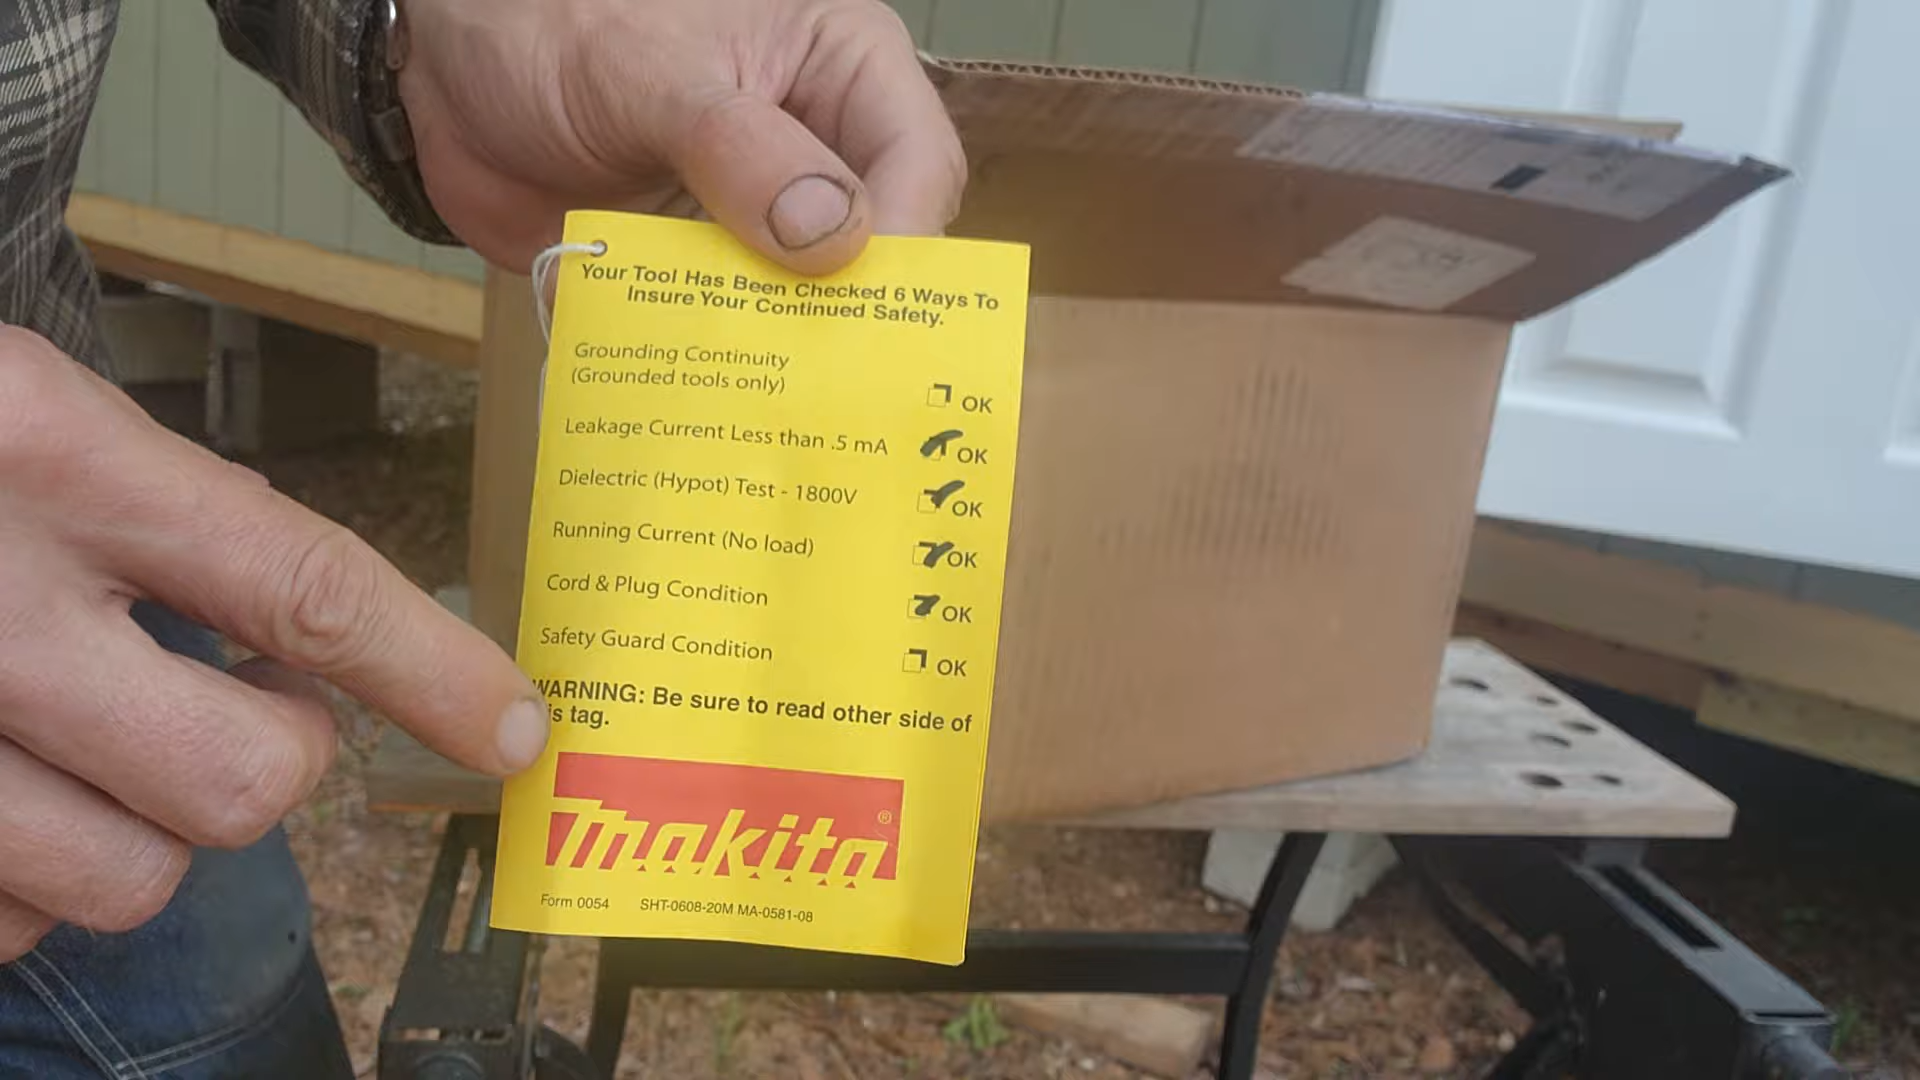 Your Tool Has Been Checked 6 Ways To
Insure Your Continued Safety.
Grounding Continuity
(Grounded tools only)
OK
Leakage Current Less than .5 mA
OK
Dielectric (Hypot) Test - 1800V
OK
Running Current (No load)
OK
Cord & Plug Condition
OK
Safety Guard Condition
OK
WARNING: Be sure to read other side of
is tag.
makita®
Form 0054 SHT-0608-20M MA-0581-08